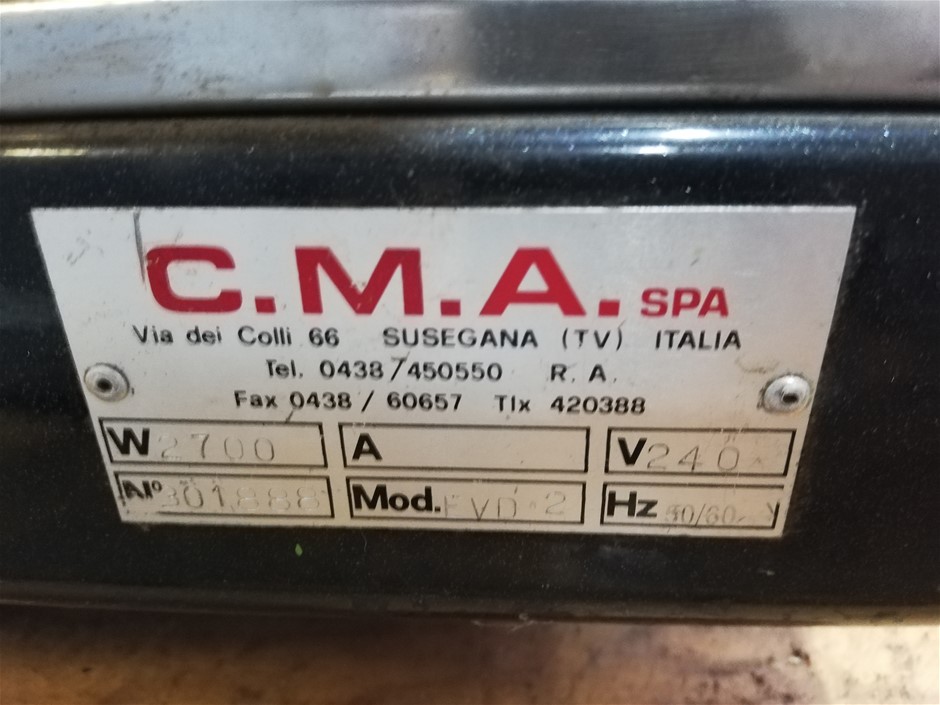 C.M.A. SPA
Via dei Colli 66 SUSEGANA (TV) ITALIA
Tel. 0438/450550 R.A.
Fax 0438/60657 Tlx 420388
W 2700 A V 240
N° 301888 Mod. EVD 2 Hz 50/60